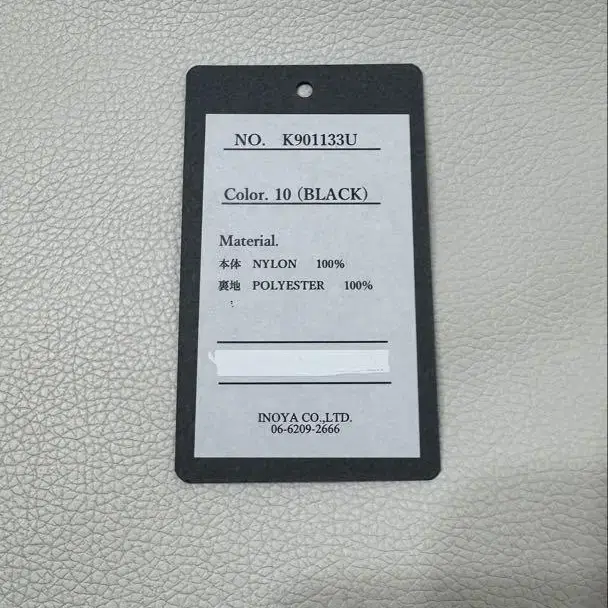 NO. K901133U
Color. 10 (BLACK)
Material.
本体 NYLON 100%
裏地 POLYESTER 100%
:
INOYA CO.,LTD.
06-6209-2666